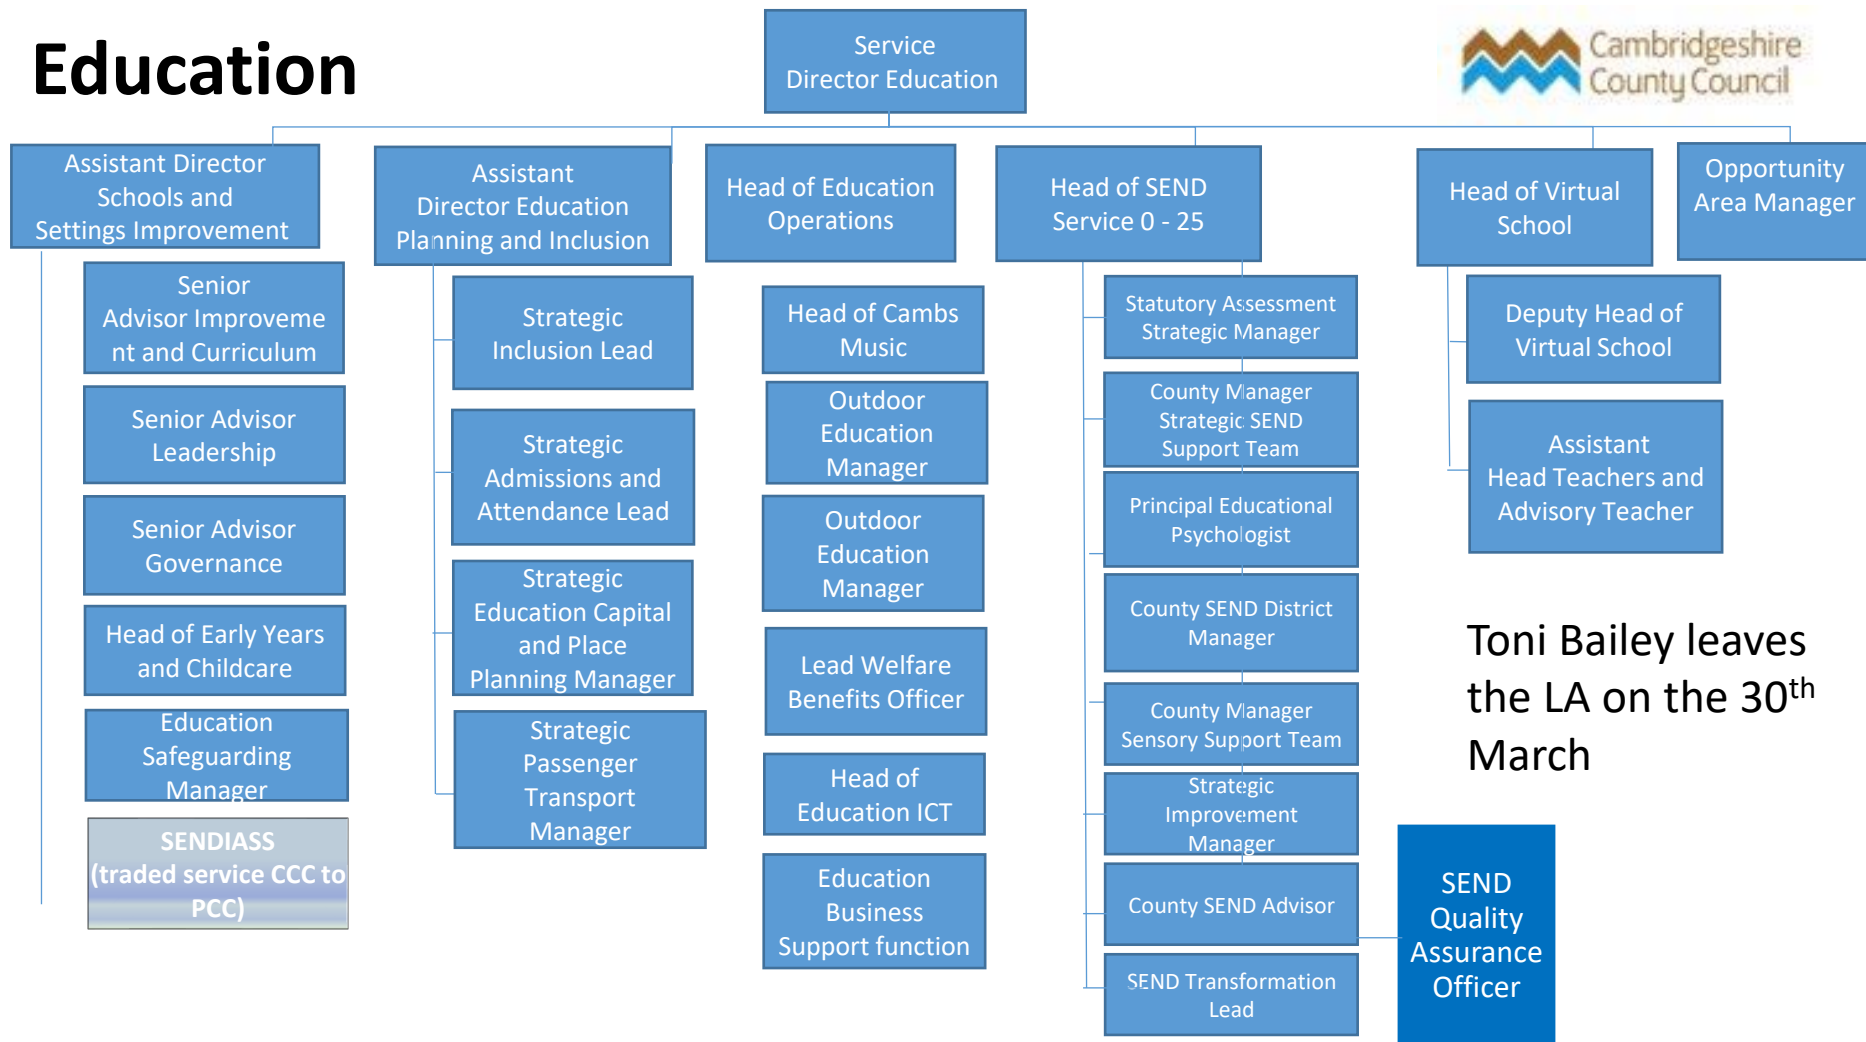 Education
Service
Director Education
Cambridgeshire
County Council
Assistant Director
Schools and
Settings Improvement
Assistant
Director Education
Planning and Inclusion
Head of Education
Operations
Head of SEND
Service 0 - 25
Head of Virtual
School
Opportunity
Area Manager
Senior
Advisor Improveme
nt and Curriculum
Senior Advisor
Leadership
Senior Advisor
Governance
Head of Early Years
and Childcare
Education
Safeguarding
Manager
SENDIASS
(traded service CCC to
PCC)
Strategic
Inclusion Lead
Strategic
Admissions and
Attendance Lead
Strategic
Education Capital
and Place
Planning Manager
Strategic
Passenger
Transport
Manager
Head of Cambs
Music
Outdoor
Education
Manager
Outdoor
Education
Manager
Lead Welfare
Benefits Officer
Head of
Education ICT
Education
Business
Support function
Statutory Assessment
Strategic Manager
County Manager
Strategic SEND
Support Team
Principal Educational
Psychologist
County SEND District
Manager
County Manager
Sensory Support Team
Strategic
Improvement
Manager
County SEND Advisor
SEND Transformation
Lead
SEND
Quality
Assurance
Officer
Deputy Head of
Virtual School
Assistant
Head Teachers and
Advisory Teacher
Toni Bailey leaves
the LA on the 30th
March